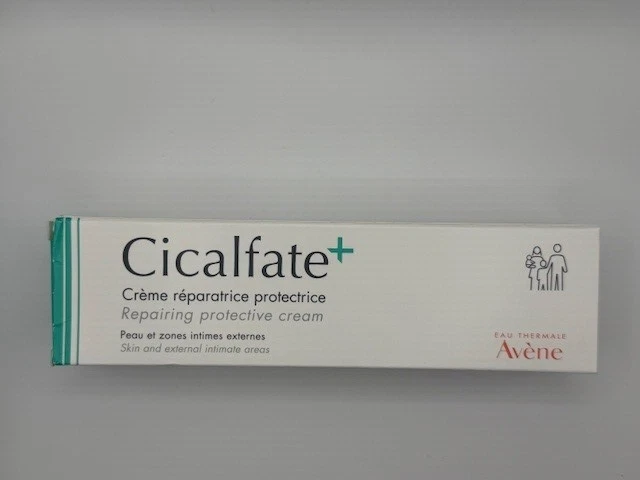 Cicalfate+
Crème réparatrice protectrice
Repairing protective cream
Peau et zones intimes externes
Skin and external intimate areas
EAU THERMALE
Avène